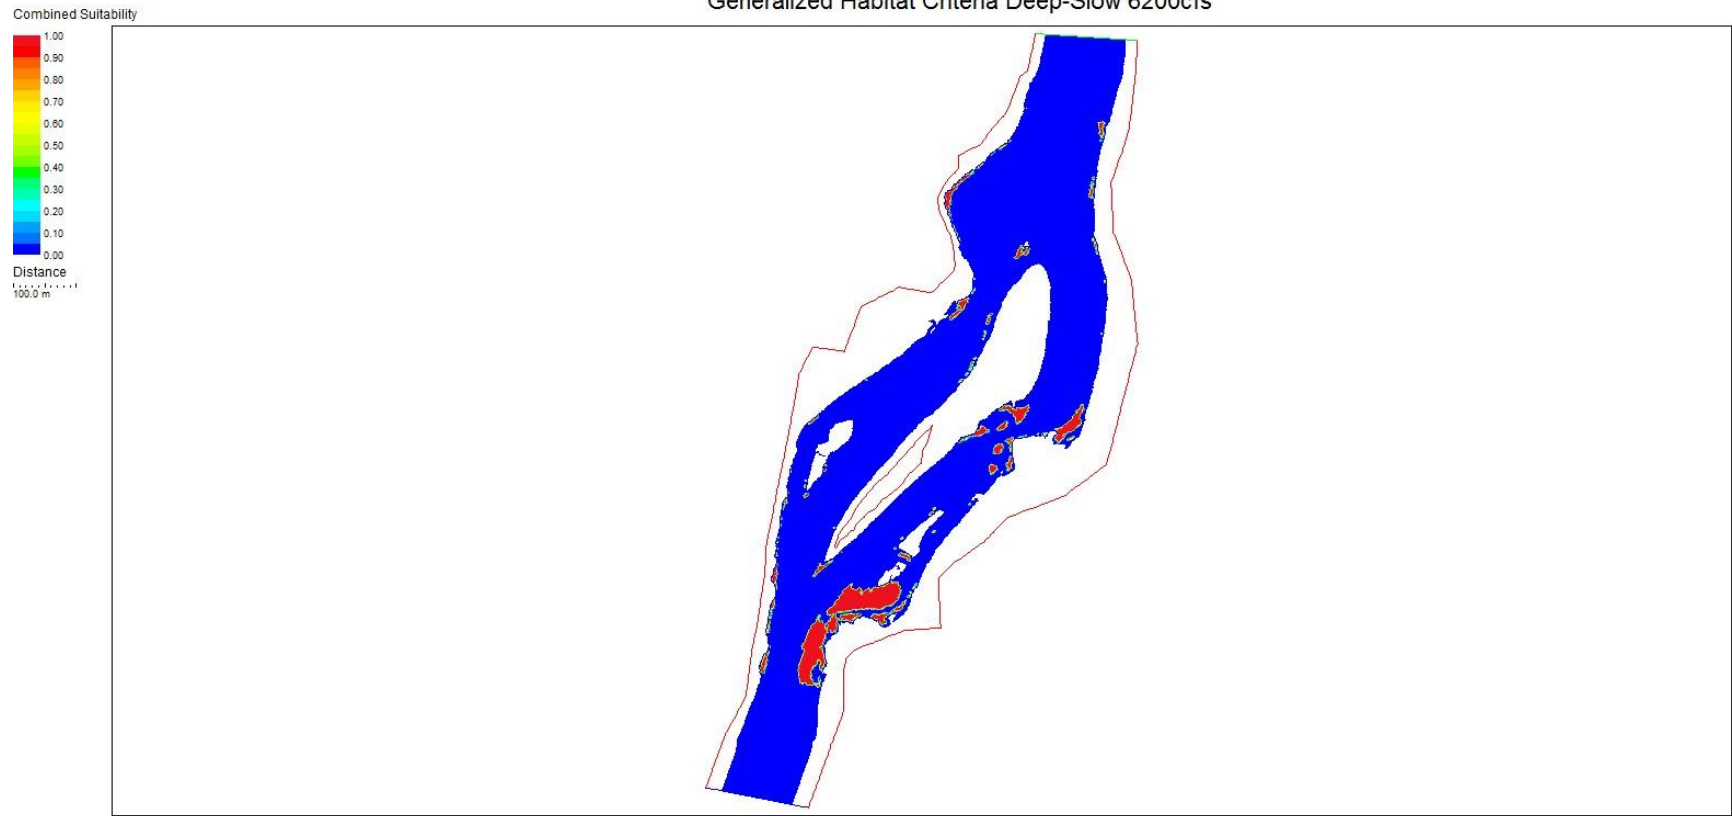 Generalized Habitat Criteria Deep-Slow 6200cfs
Combined Suitability
1.00
0.90
0.80
0.70
0.60
0.50
0.40
0.30
0.20
0.10
0.00
Distance
100.0 m